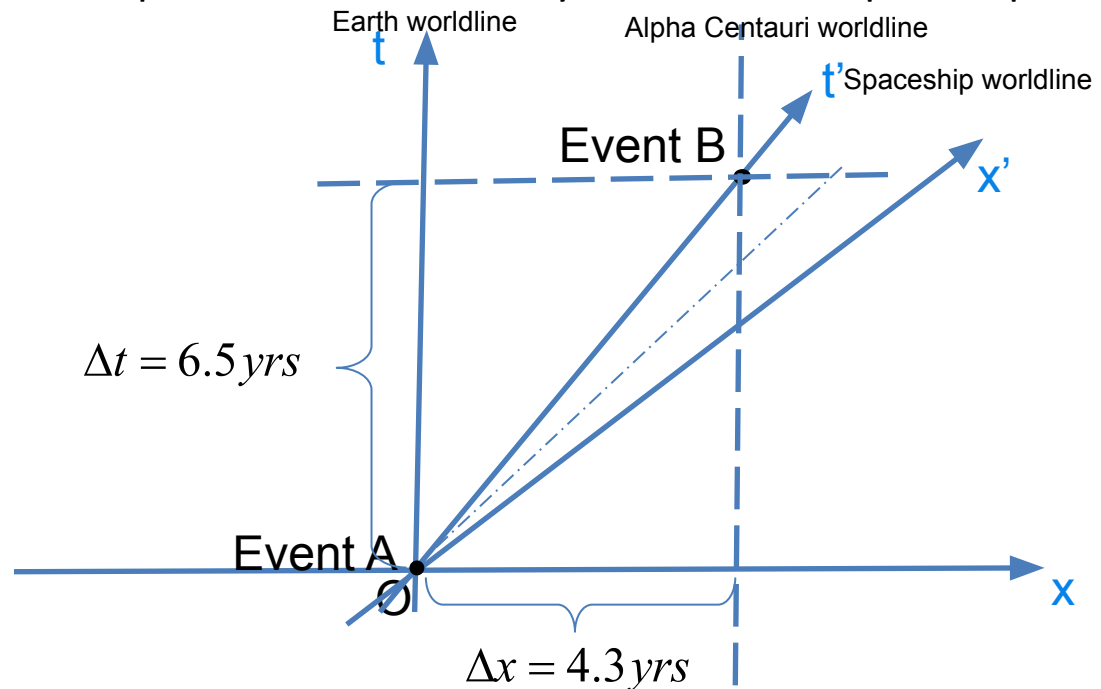 Earth worldline
Alpha Centauri worldline
t
t’
Spaceship worldline
Event B
x’
Δt = 6.5 yrs
Event A
O
x
Δx = 4.3 yrs